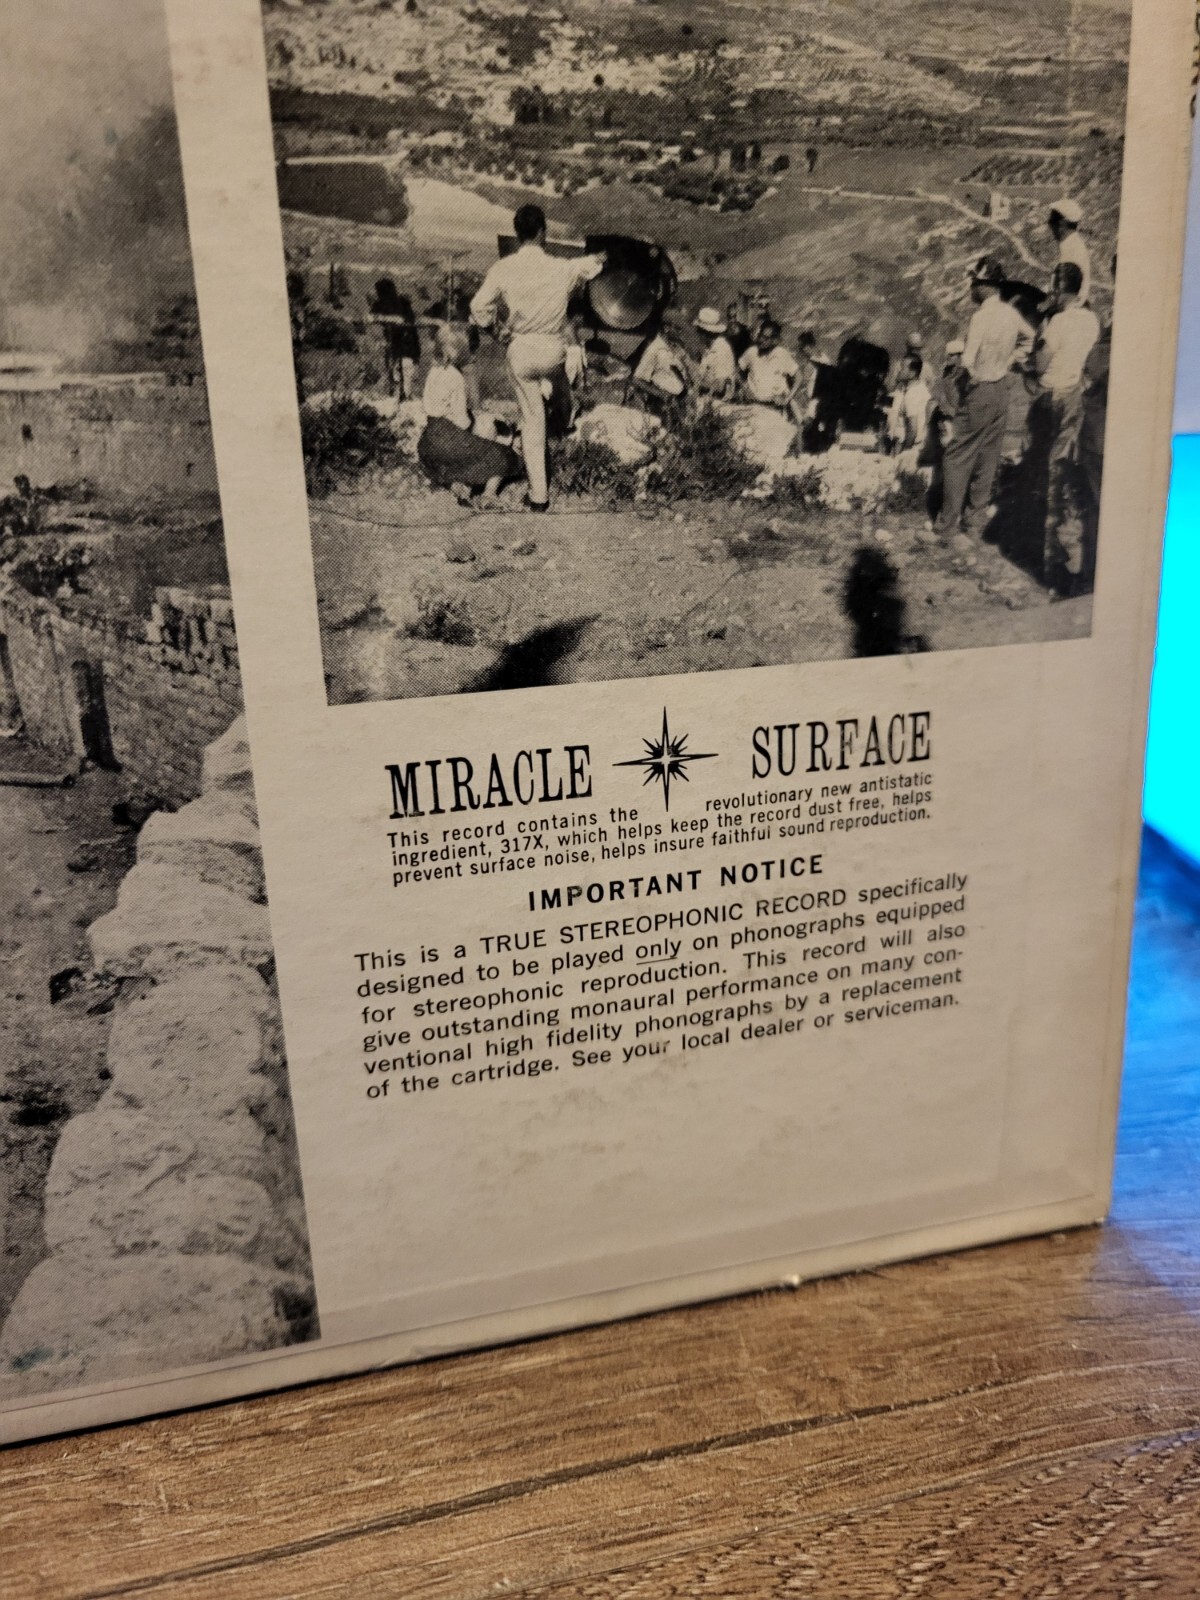 MIRACLE SURFACE
This record contains the revolutionary new antistatic
ingredient, 317X, which helps keep the record dust free, helps
prevent surface noise, helps insure faithful sound reproduction.
IMPORTANT NOTICE
This is a TRUE STEREOPHONIC RECORD specifically
designed to be played only on phonographs equipped
for stereophonic reproduction. This record will also
give outstanding monaural performance on many con-
ventional high fidelity phonographs by a replacement
of the cartridge. See your local dealer or serviceman.